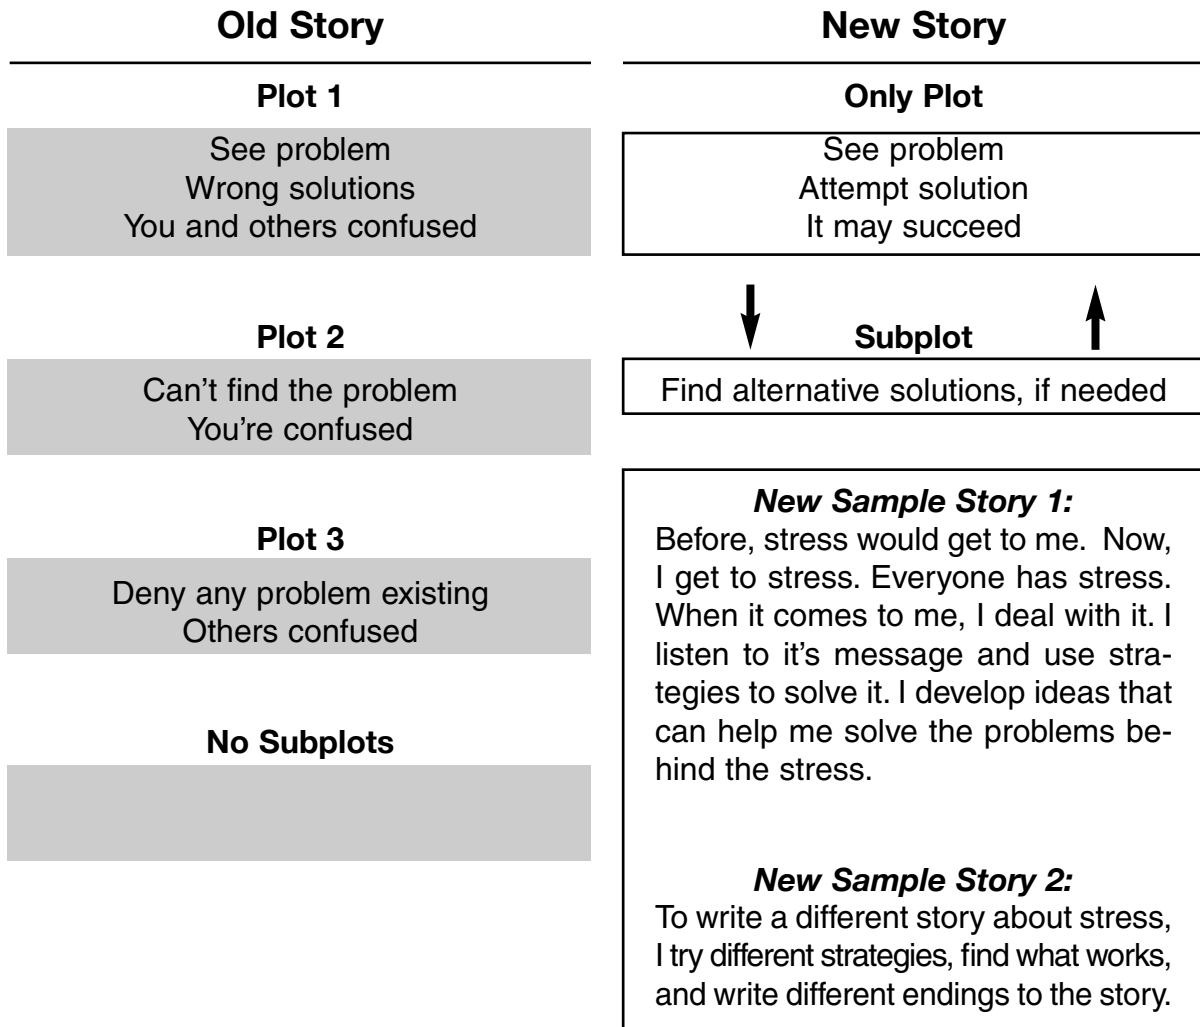 Old Story
Plot 1
See problem
Wrong solutions
You and others confused
Plot 2
Can't find the problem
You're confused
Plot 3
Deny any problem existing
Others confused
No Subplots
New Story
Only Plot
See problem
Attempt solution
It may succeed
Subplot
Find alternative solutions, if needed
New Sample Story 1:
Before, stress would get to me. Now,
I get to stress. Everyone has stress.
When it comes to me, I deal with it. I
listen to it's message and use stra-
tegies to solve it. I develop ideas that
can help me solve the problems be-
hind the stress.
New Sample Story 2:
To write a different story about stress,
I try different strategies, find what works,
and write different endings to the story.